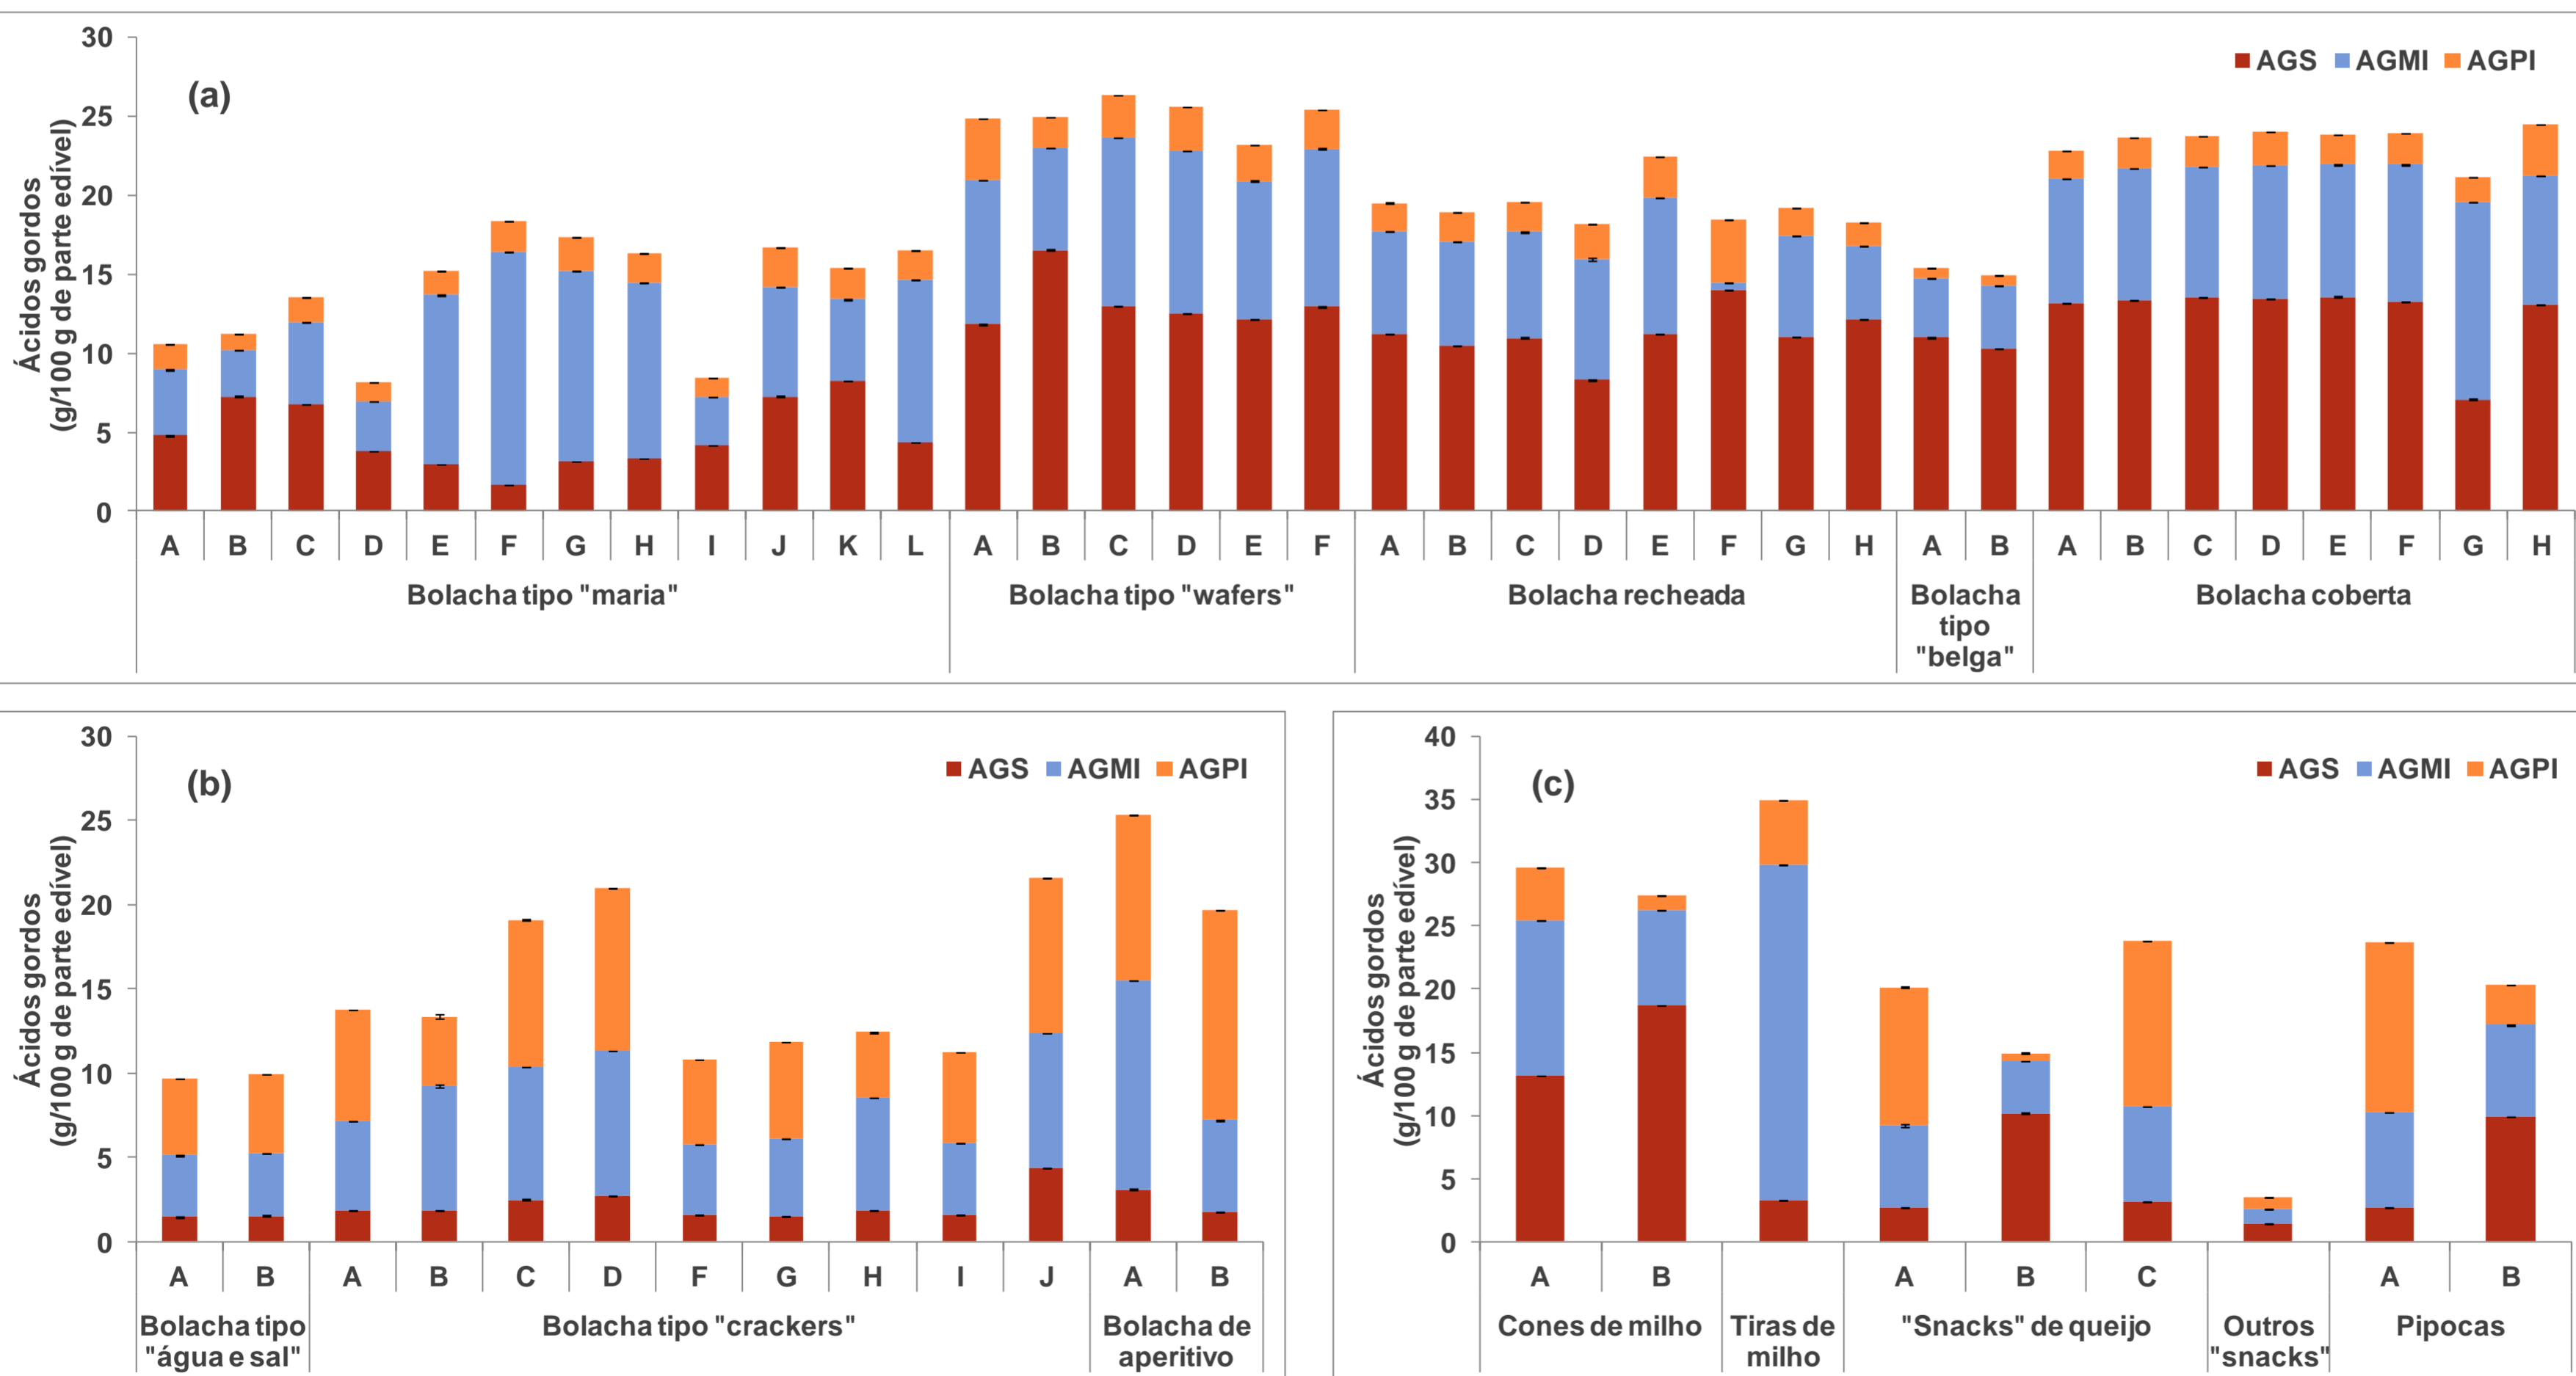 30
25
20
15
10
5
0
Ácidos gordos
(g/100 g de parte edível)
(a)
AGS AGMI AGPI
A B C D E F G H I J K L A B C D E F A B C D E F G H A B A B C D E F G H
Bolacha tipo "maria" Bolacha tipo "wafers" Bolacha recheada Bolacha Bolacha coberta
tipo
"belga"
30
25
20
15
10
5
0
Ácidos gordos
(g/100 g de parte edível)
(b)
AGS AGMI AGPI
A B A B C D F G H I J A B
Bolacha tipo Bolacha tipo "crackers" Bolacha de
"água e sal" aperitivo
40
35
30
25
20
15
10
5
0
Ácidos gordos
(g/100 g de parte edível)
(c)
AGS AGMI AGPI
A B A B C A B
Cones de milho Tiras de "Snacks" de queijo Outros Pipocas
milho "snacks"